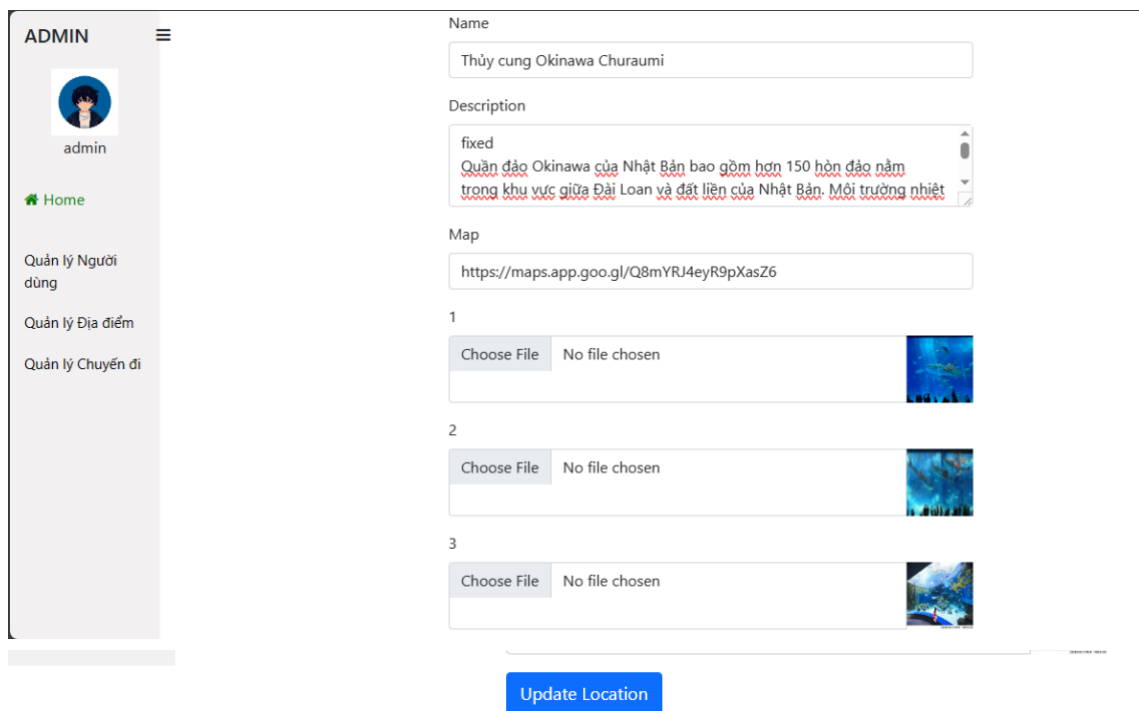 ADMIN
admin
Home
Quản lý Người
dùng
Quản lý Địa điểm
Quản lý Chuyến đi
Name
Thủy cung Okinawa Churaumi
Description
fixed
Quần đảo Okinawa của Nhật Bản bao gồm hơn 150 hòn đảo nằm
trong khu vực giữa Đài Loan và đất liền của Nhật Bản. Môi trường nhiệt
Map
https://maps.app.goo.gl/Q8mYRJ4eyR9pXasZ6
1
Choose File No file chosen
2
Choose File No file chosen
3
Choose File No file chosen
Update Location